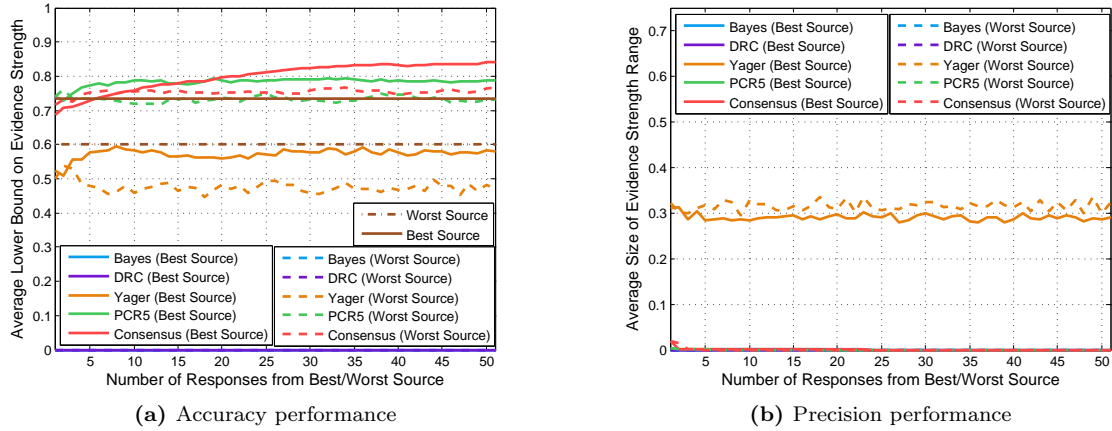 Average Lower Bound on Evidence Strength
1
0.9
0.8
0.7
0.6
0.5
0.4
0.3
0.2
0.1
0
Worst Source
Best Source
Bayes (Best Source)
DRC (Best Source)
Yager (Best Source)
PCR5 (Best Source)
Consensus (Best Source)
Bayes (Worst Source)
DRC (Worst Source)
Yager (Worst Source)
PCR5 (Worst Source)
Consensus (Worst Source)
5 10 15 20 25 30 35 40 45 50
Number of Responses from Best/Worst Source
(a) Accuracy performance
Average Size of Evidence Strength Range
0.7
0.6
0.5
0.4
0.3
0.2
0.1
0
Bayes (Best Source)
DRC (Best Source)
Yager (Best Source)
PCR5 (Best Source)
Consensus (Best Source)
Bayes (Worst Source)
DRC (Worst Source)
Yager (Worst Source)
PCR5 (Worst Source)
Consensus (Worst Source)
5 10 15 20 25 30 35 40 45 50
Number of Responses from Best/Worst Source
(b) Precision performance